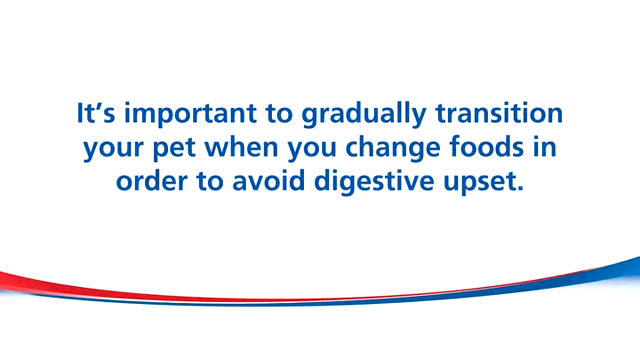 It’s important to gradually transition
your pet when you change foods in
order to avoid digestive upset.